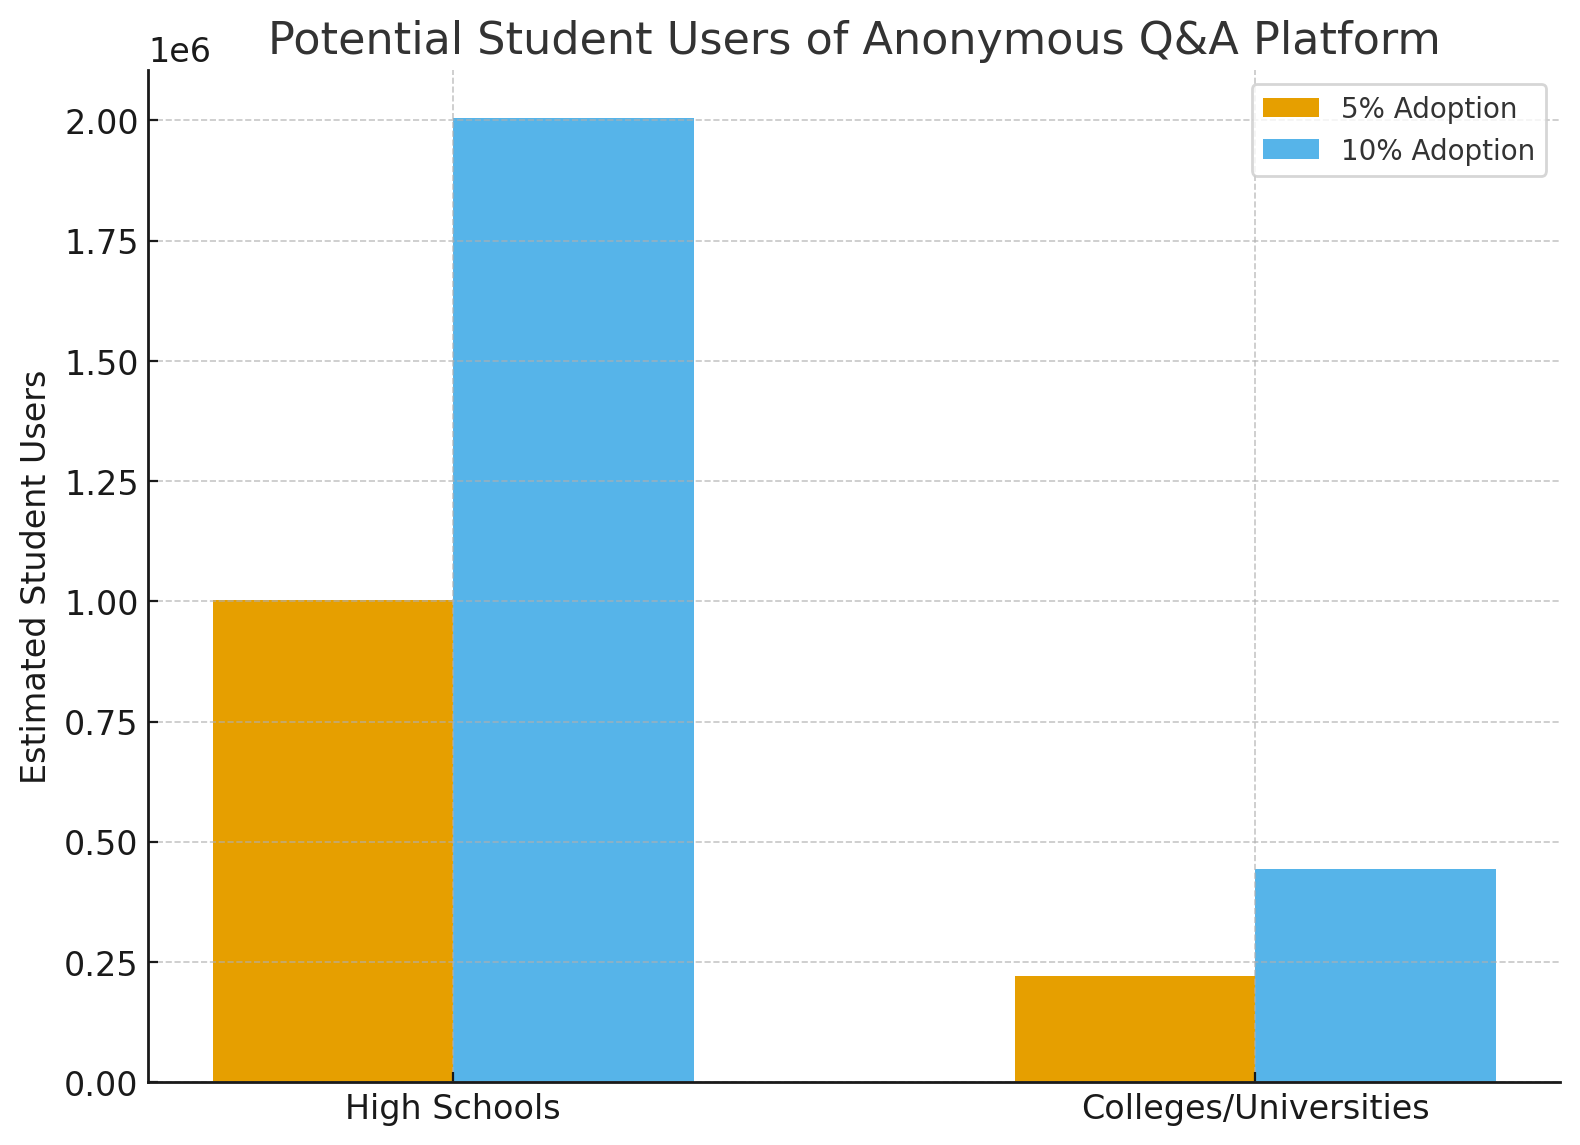 Potential Student Users of Anonymous Q&A Platform
1e6
5% Adoption
10% Adoption
2.00
1.75
1.50
1.25
1.00
0.75
0.50
0.25
0.00
Estimated Student Users
High Schools
Colleges/Universities